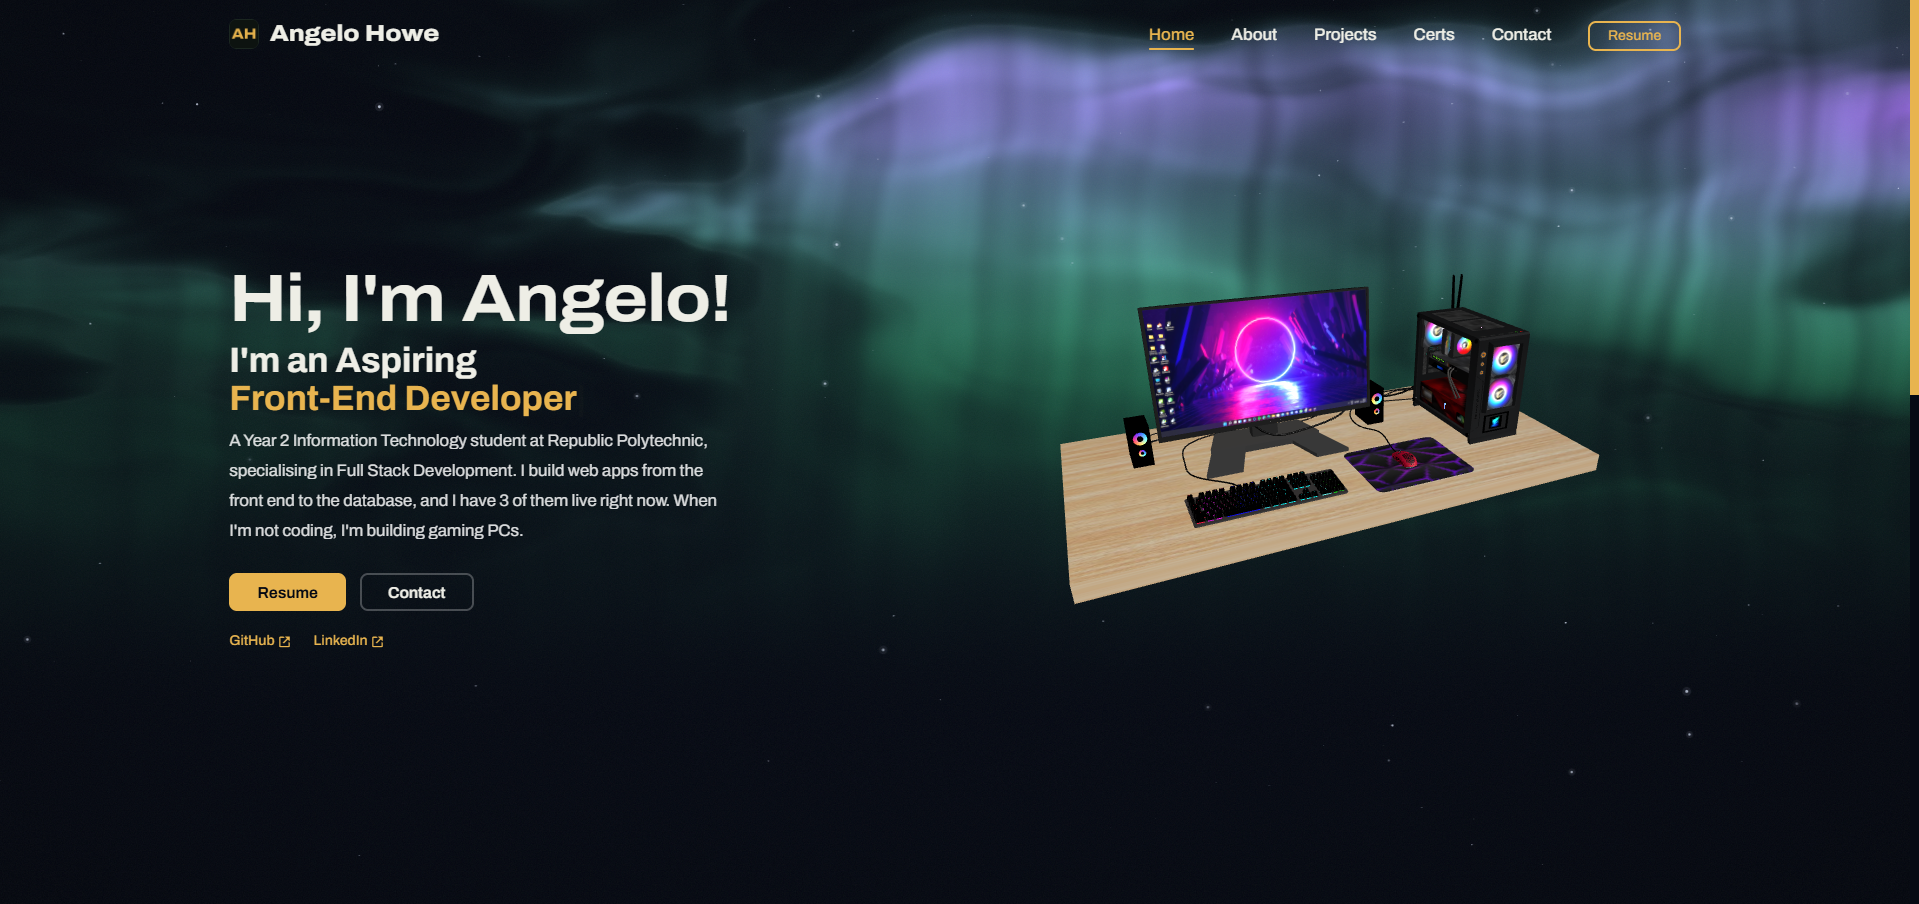 AH Angelo Howe
Home About Projects Certs Contact Resume
Hi, I'm Angelo!
I'm an Aspiring
Front-End Developer
A Year 2 Information Technology student at Republic Polytechnic,
specialising in Full Stack Development. I build web apps from the
front end to the database, and I have 3 of them live right now. When
I'm not coding, I'm building gaming PCs.
Resume Contact
GitHub LinkedIn